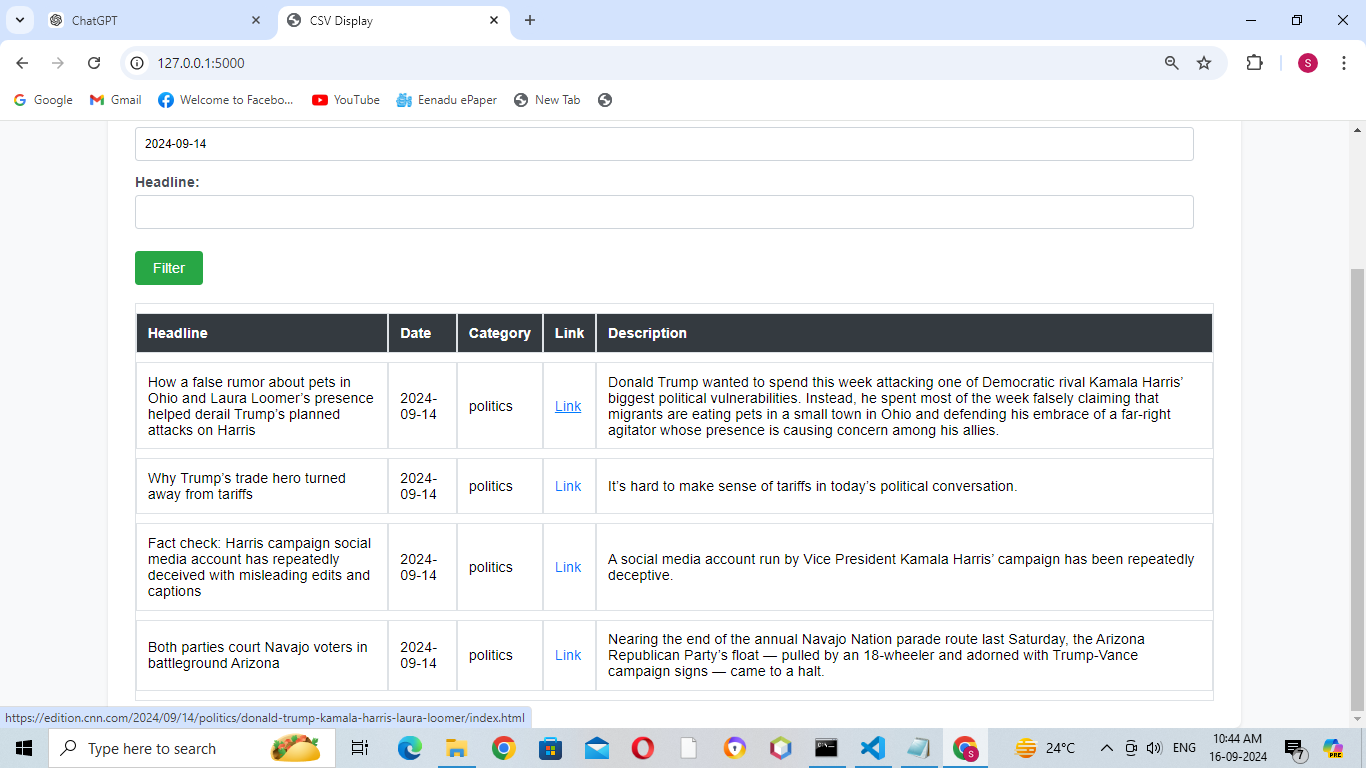 ChatGPT
CSV Display
127.0.0.1:5000
S
Google
Gmail
Welcome to Facebo...
YouTube
Eenadu ePaper
New Tab
2024-09-14
Headline:
Filter
Headline Date Category Link Description
How a false rumor about pets in
Ohio and Laura Loomer’s presence
helped derail Trump’s planned
attacks on Harris
2024-
09-14
politics
Link
Donald Trump wanted to spend this week attacking one of Democratic rival Kamala Harris’
biggest political vulnerabilities. Instead, he spent most of the week falsely claiming that
migrants are eating pets in a small town in Ohio and defending his embrace of a far-right
agitator whose presence is causing concern among his allies.
Why Trump’s trade hero turned
away from tariffs
2024-
09-14
politics
Link
It’s hard to make sense of tariffs in today’s political conversation.
Fact check: Harris campaign social
media account has repeatedly
deceived with misleading edits and
captions
2024-
09-14
politics
Link
A social media account run by Vice President Kamala Harris’ campaign has been repeatedly
deceptive.
Both parties court Navajo voters in
battleground Arizona
2024-
09-14
politics
Link
Nearing the end of the annual Navajo Nation parade route last Saturday, the Arizona
Republican Party’s float — pulled by an 18-wheeler and adorned with Trump-Vance
campaign signs — came to a halt.
https://edition.cnn.com/2024/09/14/politics/donald-trump-kamala-harris-laura-loomer/index.html
Type here to search
S
24°C
ENG
10:44 AM
16-09-2024
7
PRE